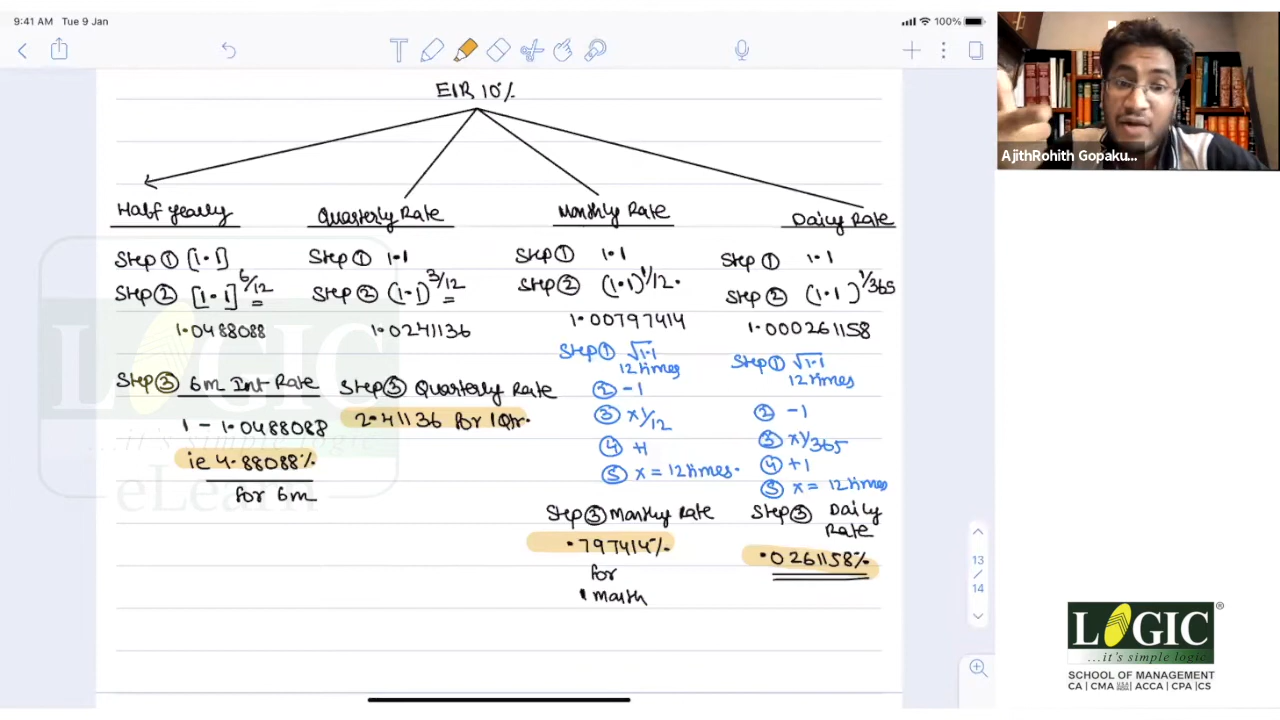 9:41 AM Tue 9 Jan
100%
T
EIR 10%
Half yearly
Step ① [1.1]
Step ② [1.1]^6/12 =
1.0488088
Step ③ 6m Int Rate
1 - 1.0488088
ie 4.88088%
for 6m
Quarterly Rate
Step ① 1.1
Step ② (1.1)^3/12 =
1.0241136
Step ③ Quarterly Rate
2.41136 for 1 Qtr.
Monthly Rate
Step ① 1.1
Step ② (1.1)^1/12.
1.00797414
Step ① √1.1
12 times
② -1
③ x 1/12
④ +1
⑤ x = 12 times.
Step ③ Monthly Rate
.797414%
for
1 month
Daily Rate
Step ① 1.1
Step ② (1.1)^1/365
1.000261158
Step ① √1.1
12 times
② -1
③ x 1/365
④ +1
⑤ x = 12 times
Step ③ Daily
Rate
.0261158%
LOGIC
...it's simple logic
eLearn
13
/
14
AjithRohith Gopaku...
LOGIC®
...it's simple logic
SCHOOL OF MANAGEMENT
CA | CMA | ACCA | CPA | CS